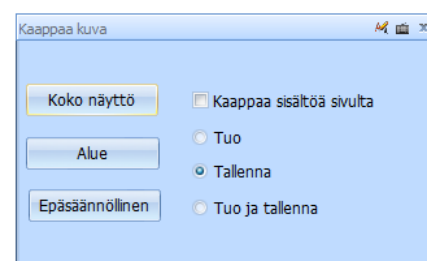 Kaappaa kuva
Koko näyttö
Kaappaa sisältöä sivulta
Tuo
Alue
Tallenna
Epäsäännöllinen
Tuo ja tallenna